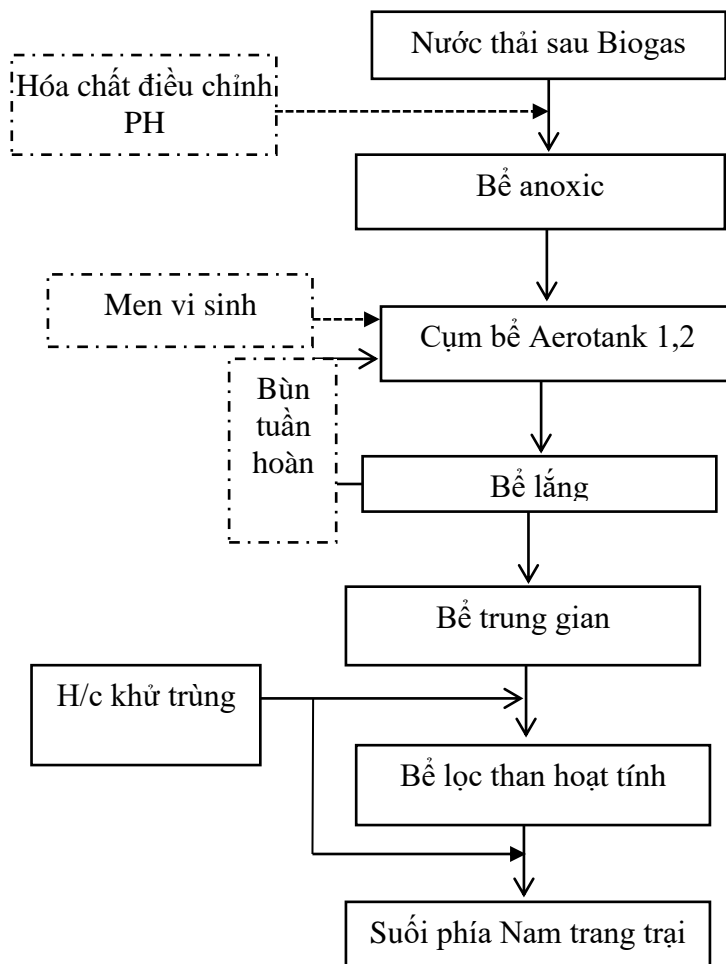 Nước thải sau Biogas
Hóa chất điều chỉnh
PH
Bể anoxic
Men vi sinh
Cụm bể Aerotank 1,2
Bùn
tuần
hoàn
Bể lắng
Bể trung gian
H/c khử trùng
Bể lọc than hoạt tính
Suối phía Nam trang trại